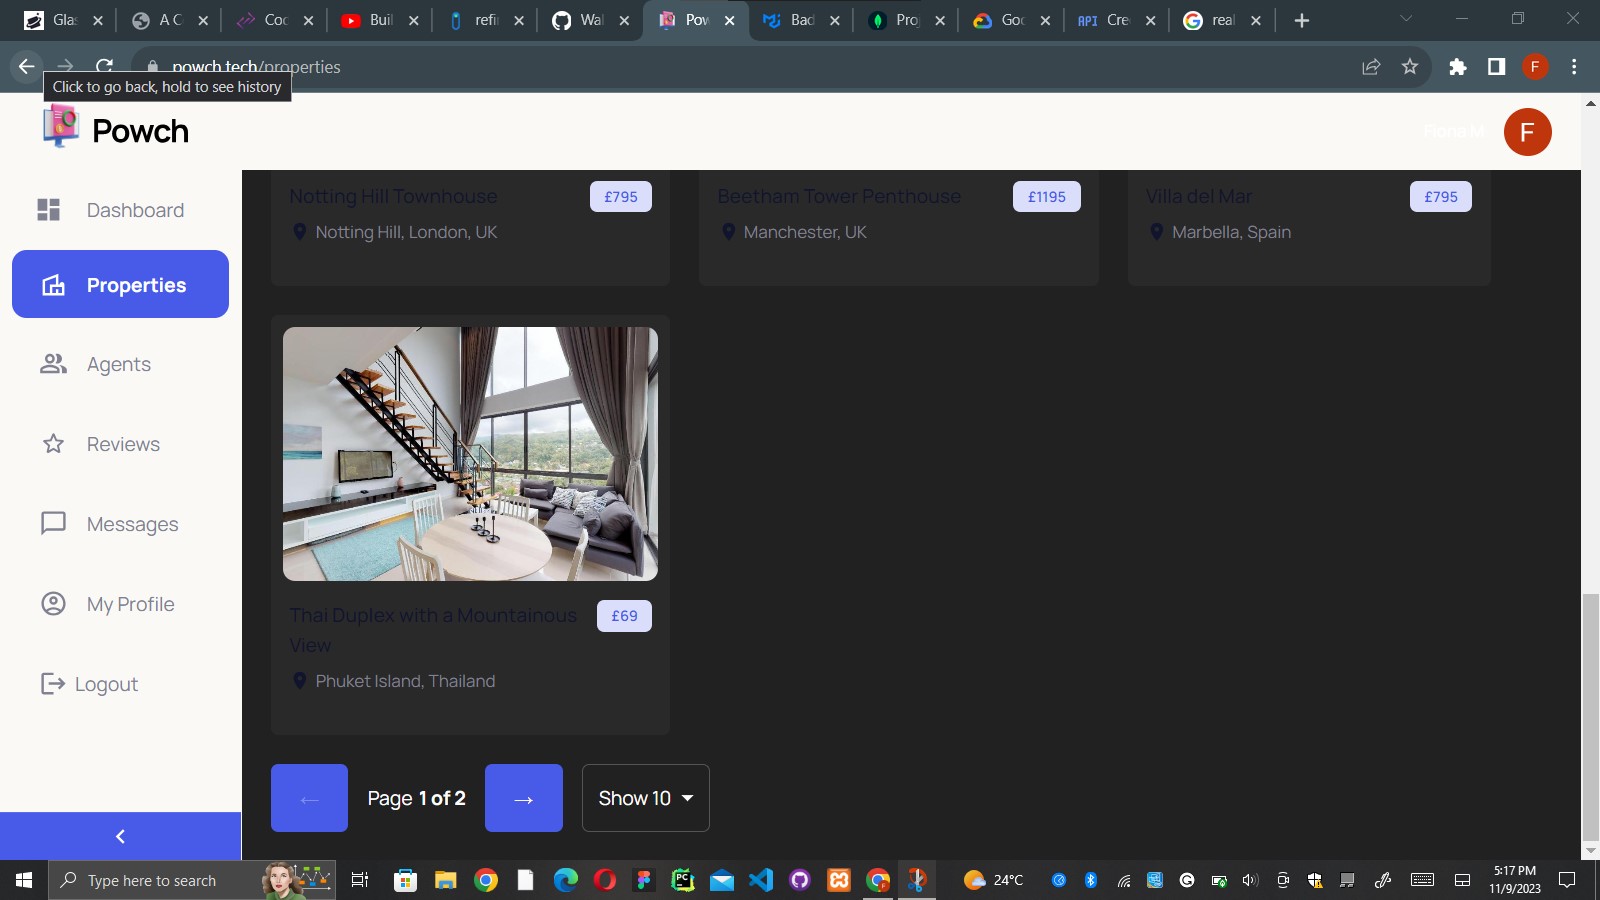 Glas
A C
Coc
Buil
refin
Wal
Pow
Bad
Proj
Goo
API Cre
real
powch.tech/properties
F
Click to go back, hold to see history
Powch
Fiona M
F
Dashboard
Properties
Agents
Reviews
Messages
My Profile
Logout
Notting Hill Townhouse £795
Notting Hill, London, UK
Beetham Tower Penthouse £1195
Manchester, UK
Villa del Mar £795
Marbella, Spain
Thai Duplex with a Mountainous £69
View
Phuket Island, Thailand
← Page 1 of 2 → Show 10
Type here to search
24°C
5:17 PM
11/9/2023